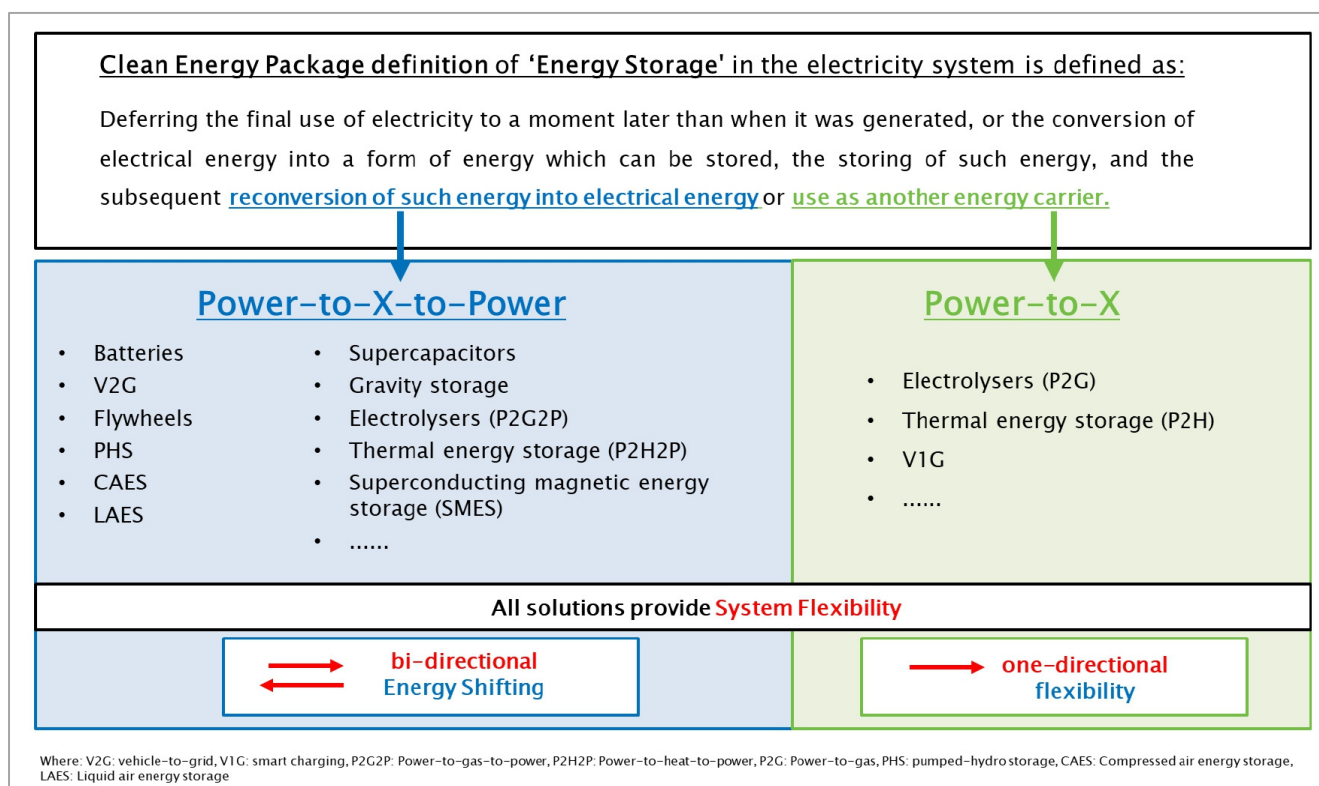 Clean Energy Package definition of ‘Energy Storage' in the electricity system is defined as:
Deferring the final use of electricity to a moment later than when it was generated, or the conversion of
electrical energy into a form of energy which can be stored, the storing of such energy, and the
subsequent reconversion of such energy into electrical energy or use as another energy carrier.
Power-to-X-to-Power
• Batteries
• V2G
• Flywheels
• PHS
• CAES
• LAES
• Supercapacitors
• Gravity storage
• Electrolysers (P2G2P)
• Thermal energy storage (P2H2P)
• Superconducting magnetic energy
storage (SMES)
• ......
Power-to-X
• Electrolysers (P2G)
• Thermal energy storage (P2H)
• V1G
• ......
All solutions provide System Flexibility
bi-directional
Energy Shifting
one-directional
flexibility
Where: V2G: vehicle-to-grid, V1G: smart charging, P2G2P: Power-to-gas-to-power, P2H2P: Power-to-heat-to-power, P2G: Power-to-gas, PHS: pumped-hydro storage, CAES: Compressed air energy storage,
LAES: Liquid air energy storage